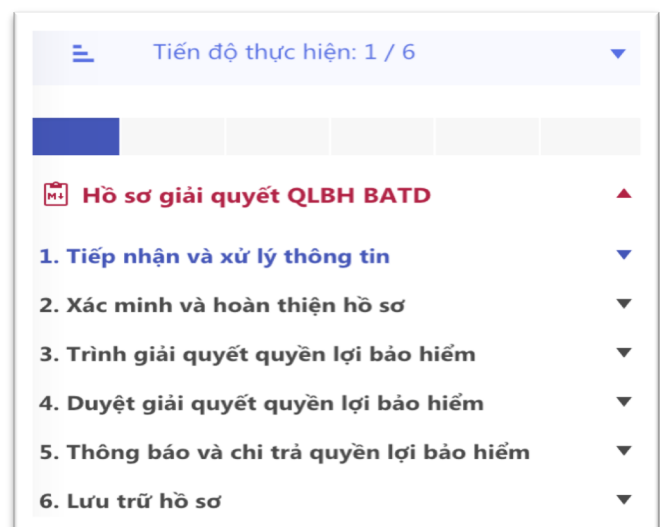 Tiến độ thực hiện: 1 / 6
M↓ Hồ sơ giải quyết QLBH BATD
1. Tiếp nhận và xử lý thông tin
2. Xác minh và hoàn thiện hồ sơ
3. Trình giải quyết quyền lợi bảo hiểm
4. Duyệt giải quyết quyền lợi bảo hiểm
5. Thông báo và chi trả quyền lợi bảo hiểm
6. Lưu trữ hồ sơ